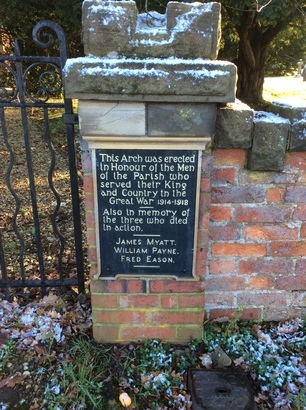 This Arch was erected
in Honour of the Men
of the Parish who
served their King
and Country in the
Great War 1914-1918
Also in memory of
the three who died
in action.
JAMES MYATT.
WILLIAM PAYNE.
FRED EASON.